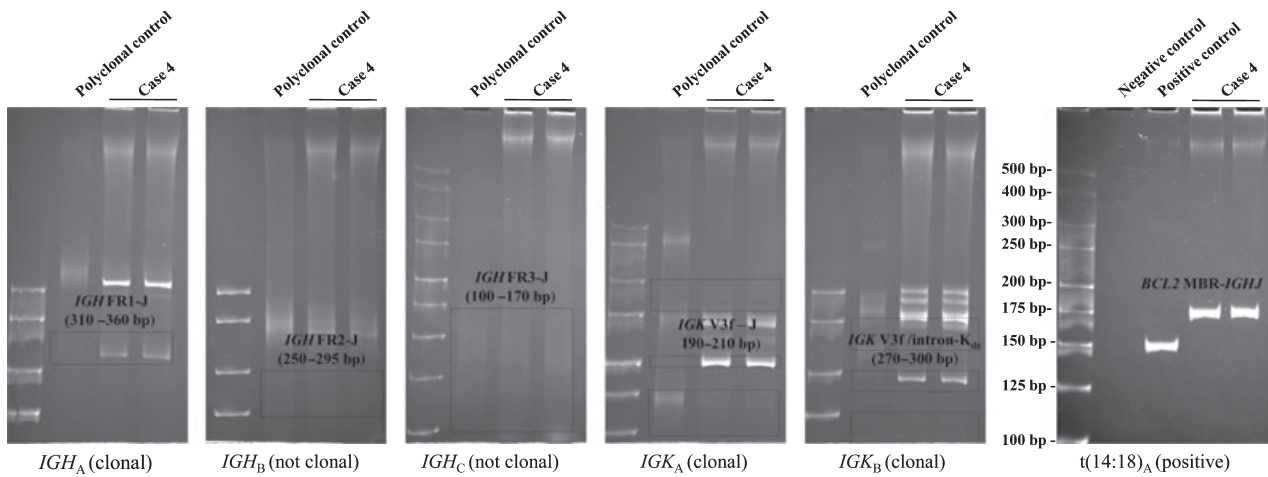 Polyclonal control
Case 4
IGH FR1-J
(310–360 bp)
IGHA (clonal)
Polyclonal control
Case 4
IGH FR2-J
(250–295 bp)
IGHB (not clonal)
Polyclonal control
Case 4
IGH FR3-J
(100–170 bp)
IGHC (not clonal)
Polyclonal control
Case 4
IGK V3f – J
190–210 bp)
IGKA (clonal)
Polyclonal control
Case 4
IGK V3f /intron-Kde
(270–300 bp)
IGKB (clonal)
Negative control
Positive control
Case 4
500 bp-
400 bp-
300 bp-
250 bp-
200 bp-
175 bp-
150 bp-
125 bp -
100 bp -
BCL2 MBR-IGHJ
t(14:18)A (positive)